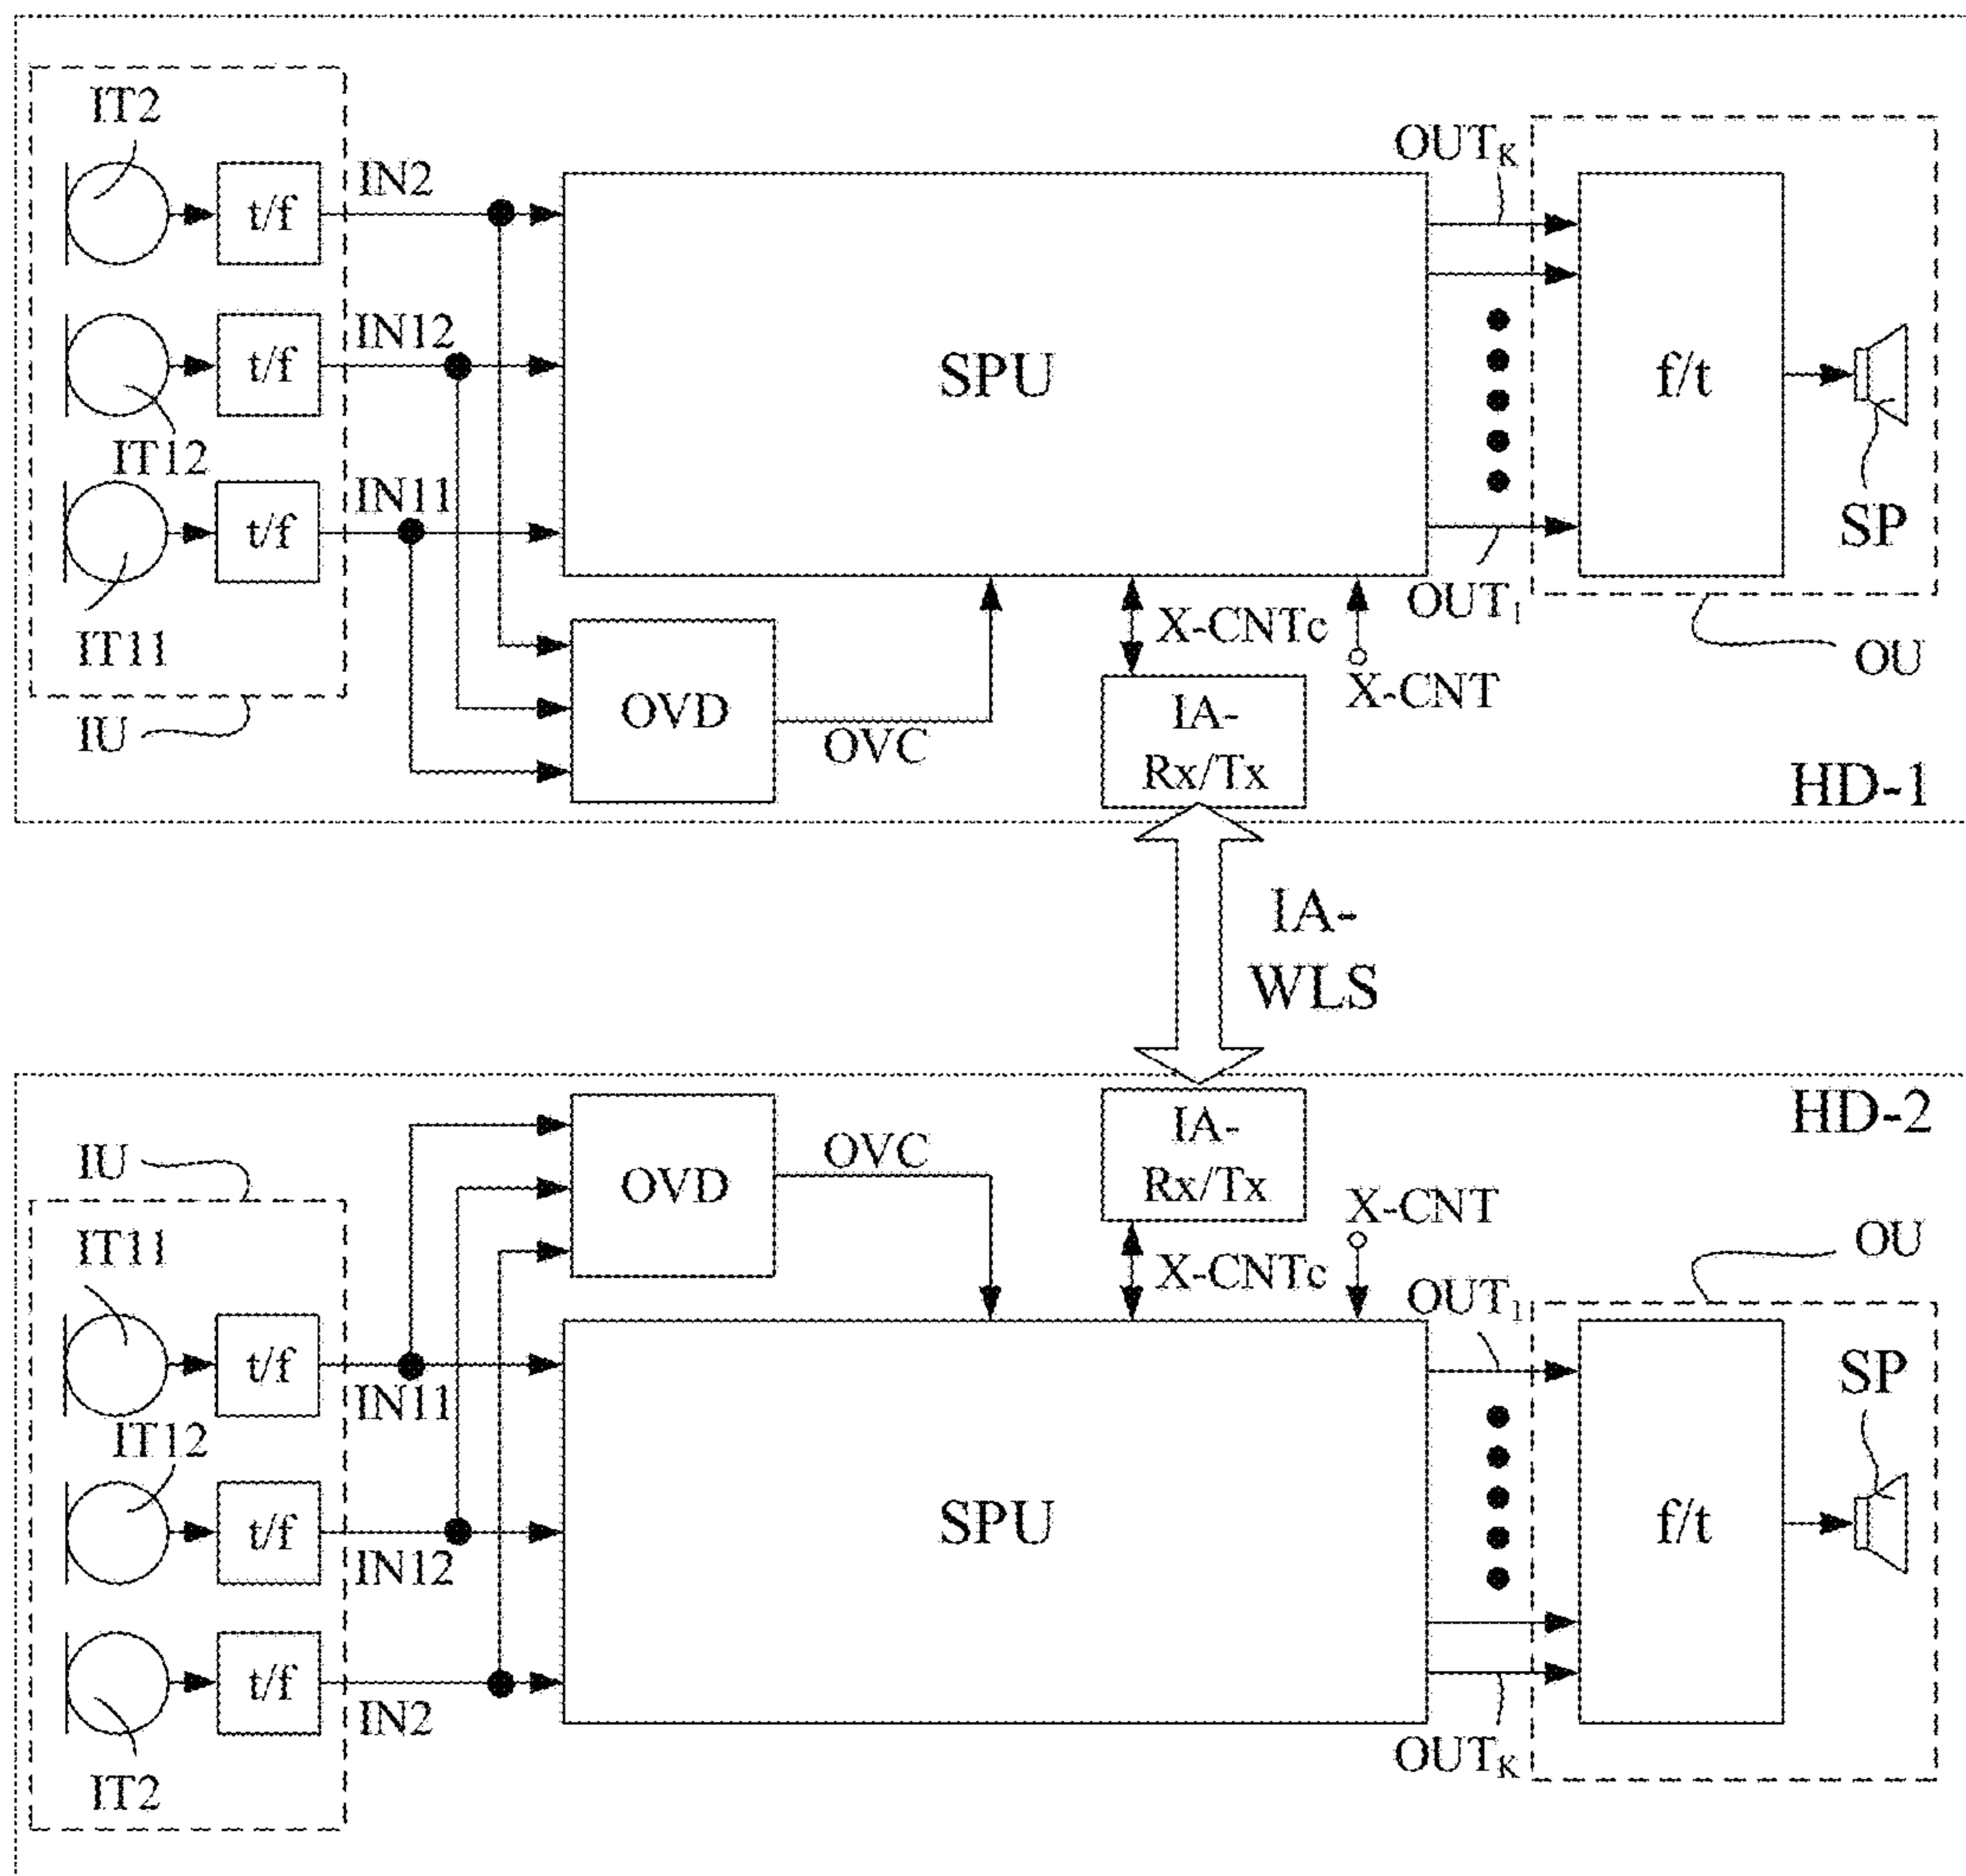 IT2
t/f
IN2
IT12
t/f
IN12
IT11
t/f
IN11
IU
SPU
OVD
OVC
X-CNTc
X-CNT
IA-
Rx/Tx
OUTK
OUT1
f/t
SP
OU
HD-1
IA-
WLS
HD-2
IU
IT11
t/f
IN11
IT12
t/f
IN12
IT2
t/f
IN2
OVD
OVC
IA-
Rx/Tx
X-CNTc
X-CNT
SPU
OUT1
OUTK
f/t
SP
OU